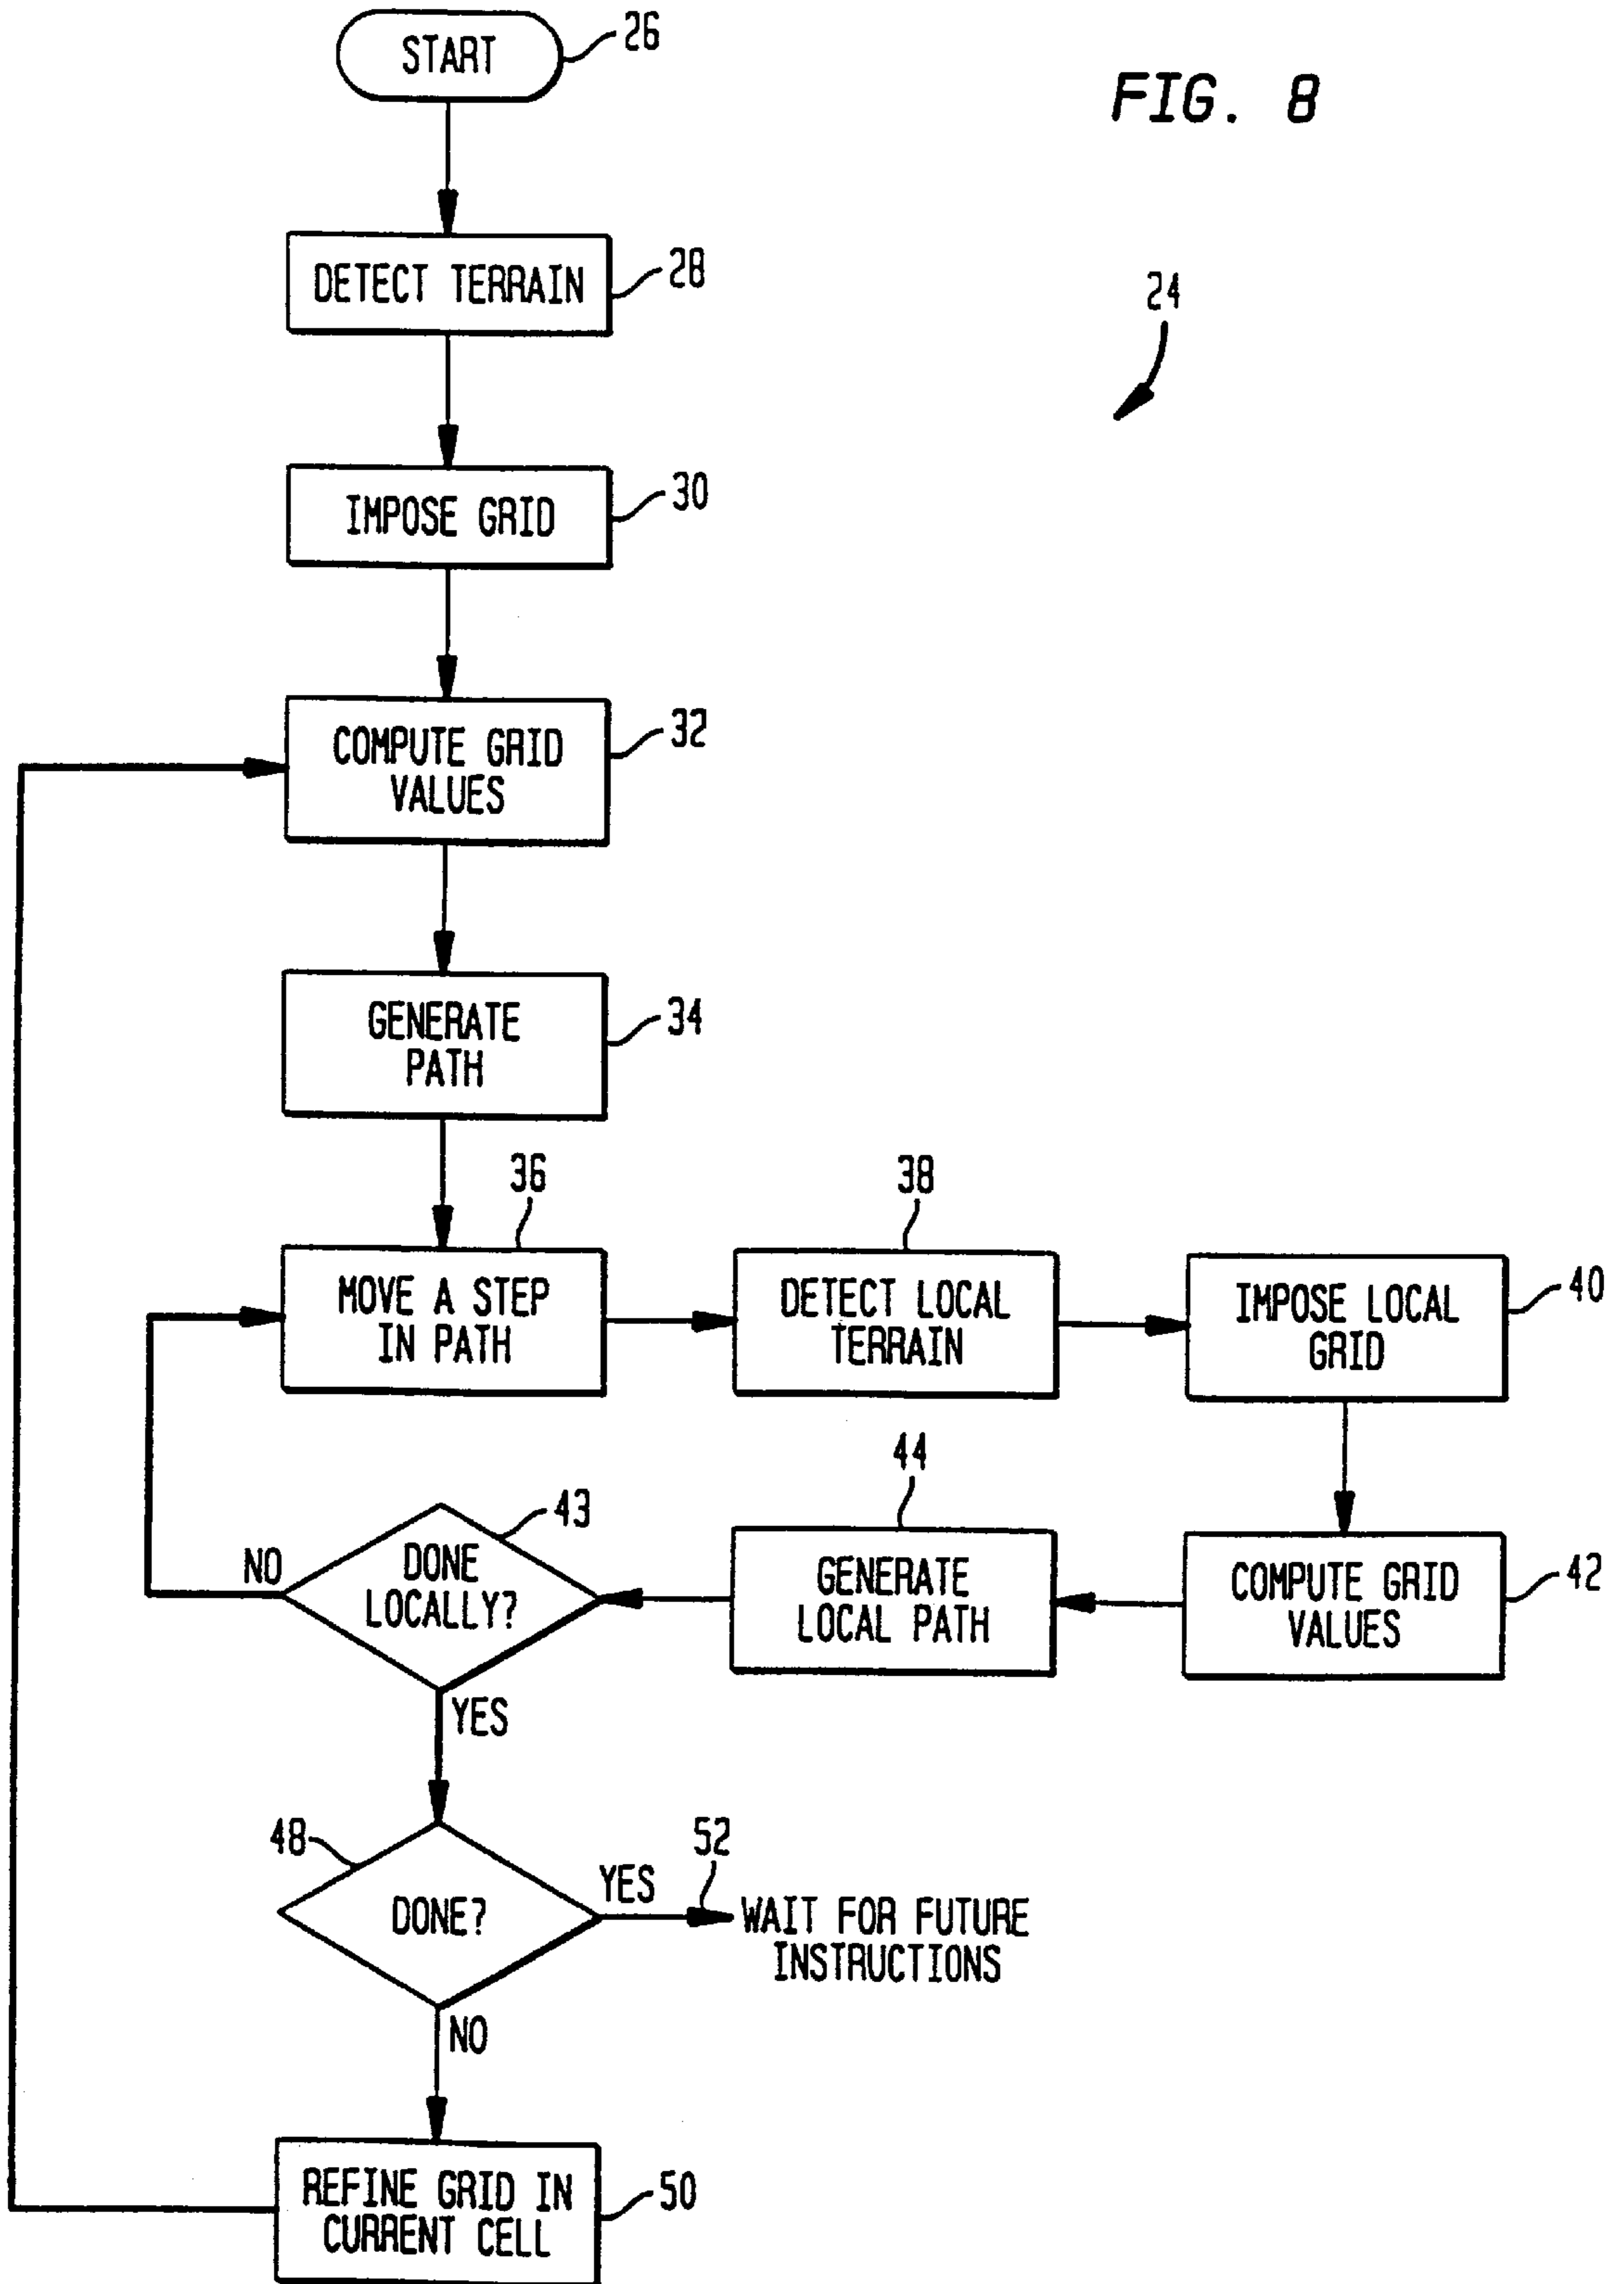 START
26
FIG. 8
DETECT TERRAIN
28
24
IMPOSE GRID
30
COMPUTE GRID
VALUES
32
GENERATE
PATH
34
36
MOVE A STEP
IN PATH
38
DETECT LOCAL
TERRAIN
IMPOSE LOCAL
GRID
40
43
DONE
LOCALLY?
NO
YES
44
GENERATE
LOCAL PATH
COMPUTE GRID
VALUES
42
48
DONE?
YES
52
WAIT FOR FUTURE
INSTRUCTIONS
NO
REFINE GRID IN
CURRENT CELL
50